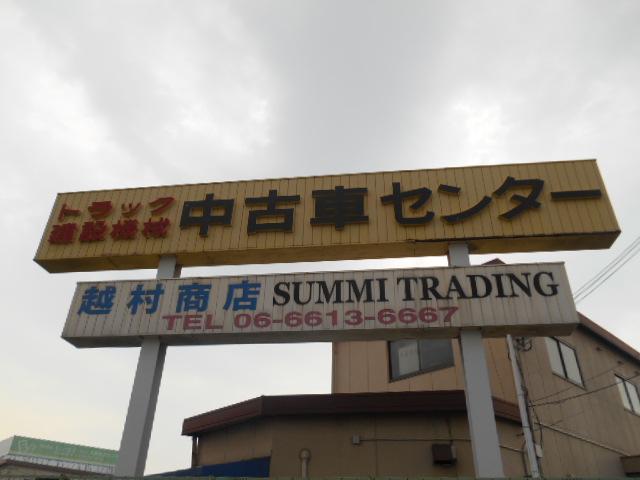 トラック
建設機械
中古車センター
越村商店 SUMMI TRADING
TEL 06-6613-6667